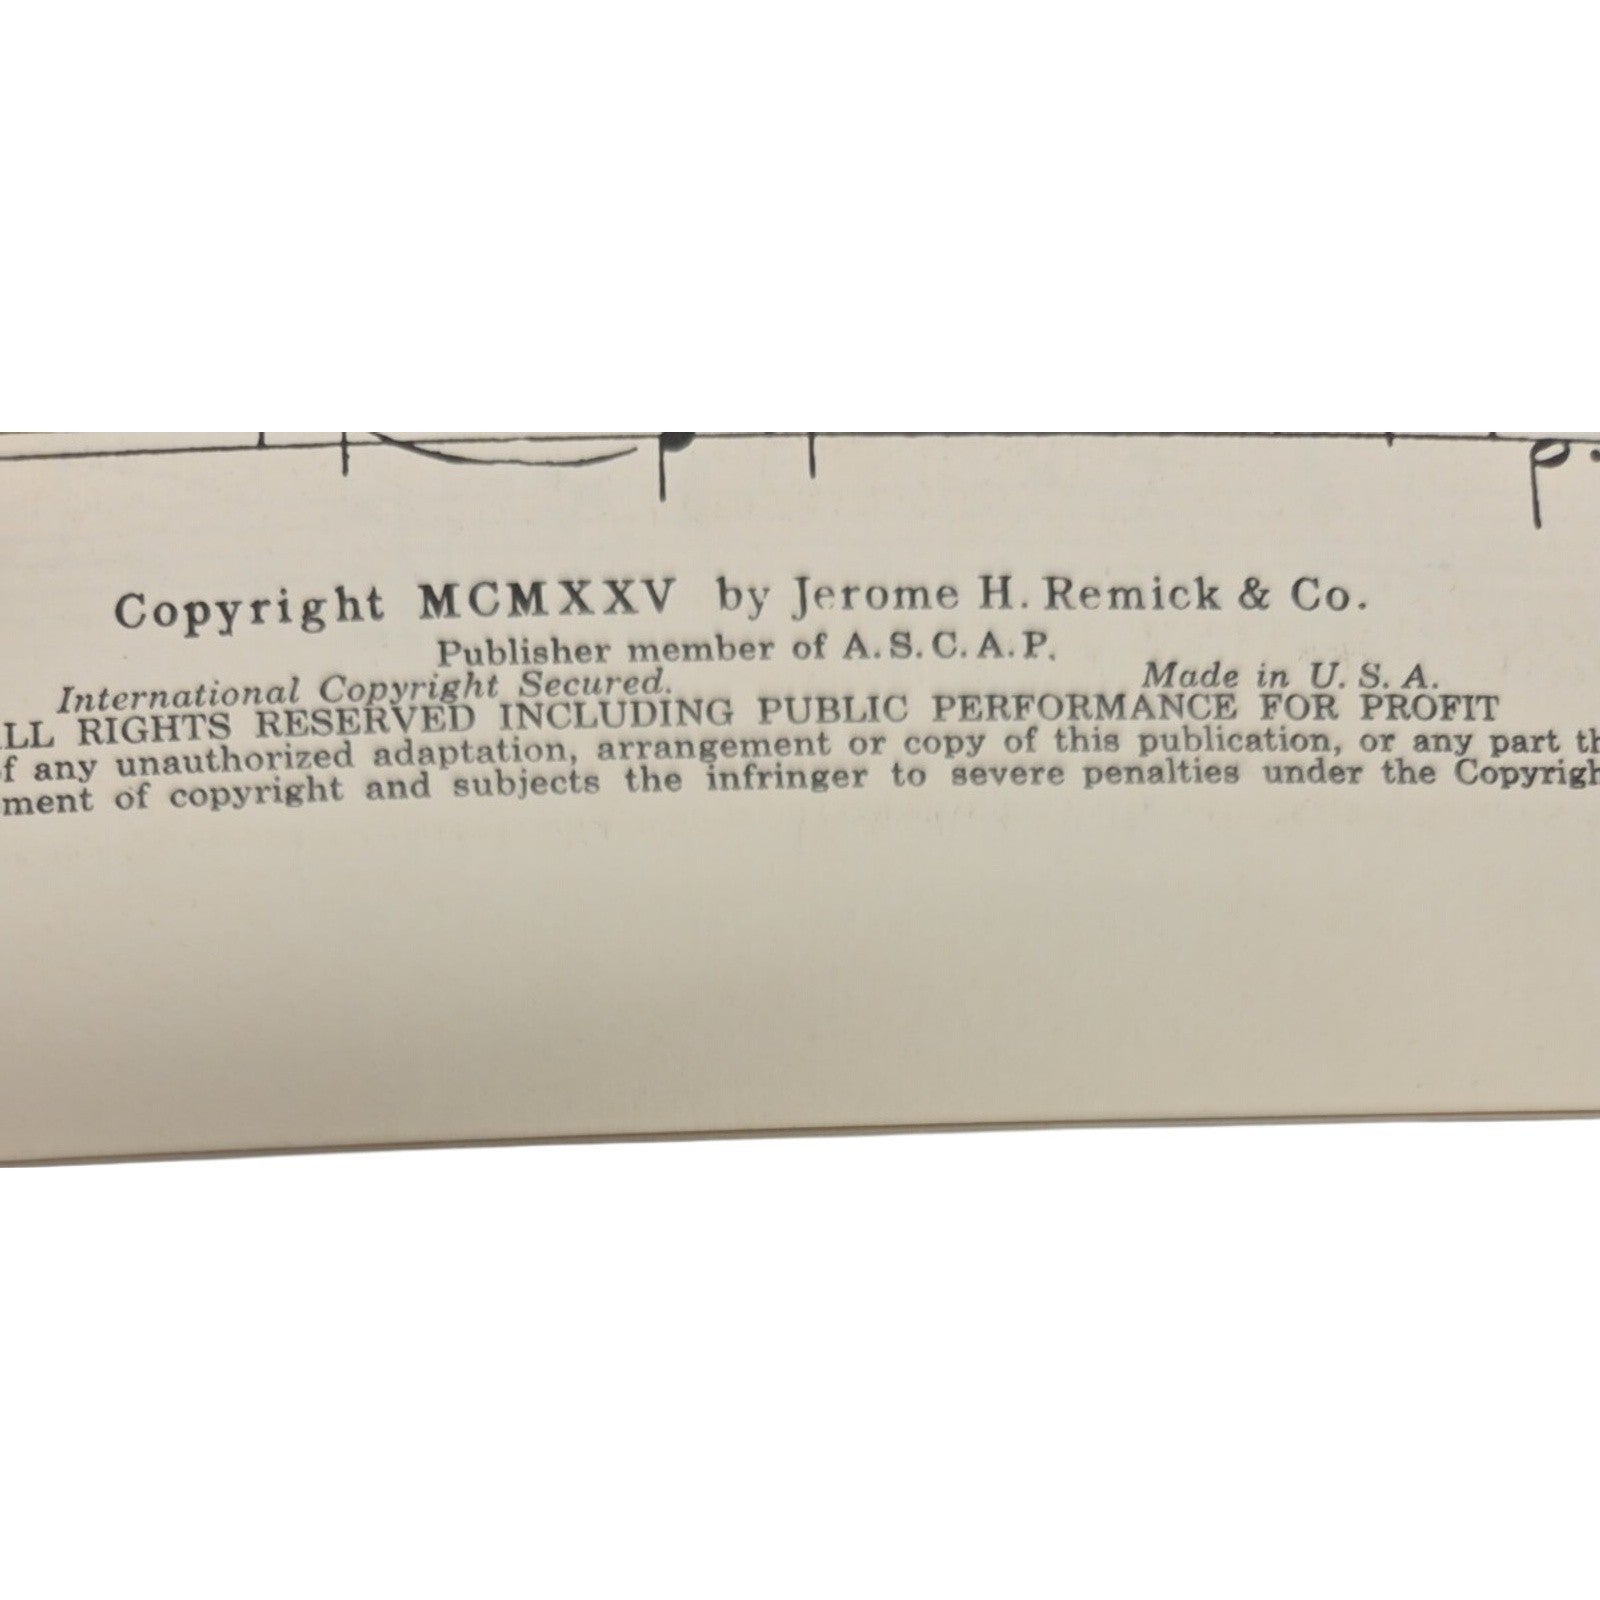 Copyright MCMXXV by Jerome H. Remick & Co.
Publisher member of A.S.C.A.P.
International Copyright Secured. Made in U.S.A.
ALL RIGHTS RESERVED INCLUDING PUBLIC PERFORMANCE FOR PROFIT
of any unauthorized adaptation, arrangement or copy of this publication, or any part th
ment of copyright and subjects the infringer to severe penalties under the Copyrigh